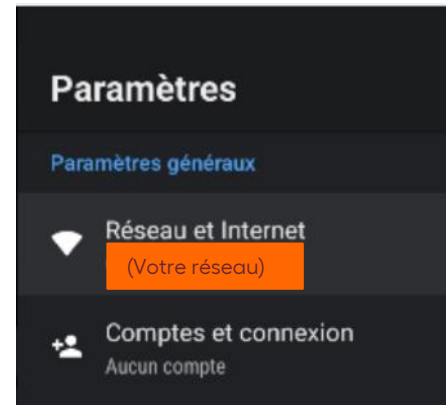 Paramètres
Paramètres généraux
Réseau et Internet
(Votre réseau)
Comptes et connexion
Aucun compte